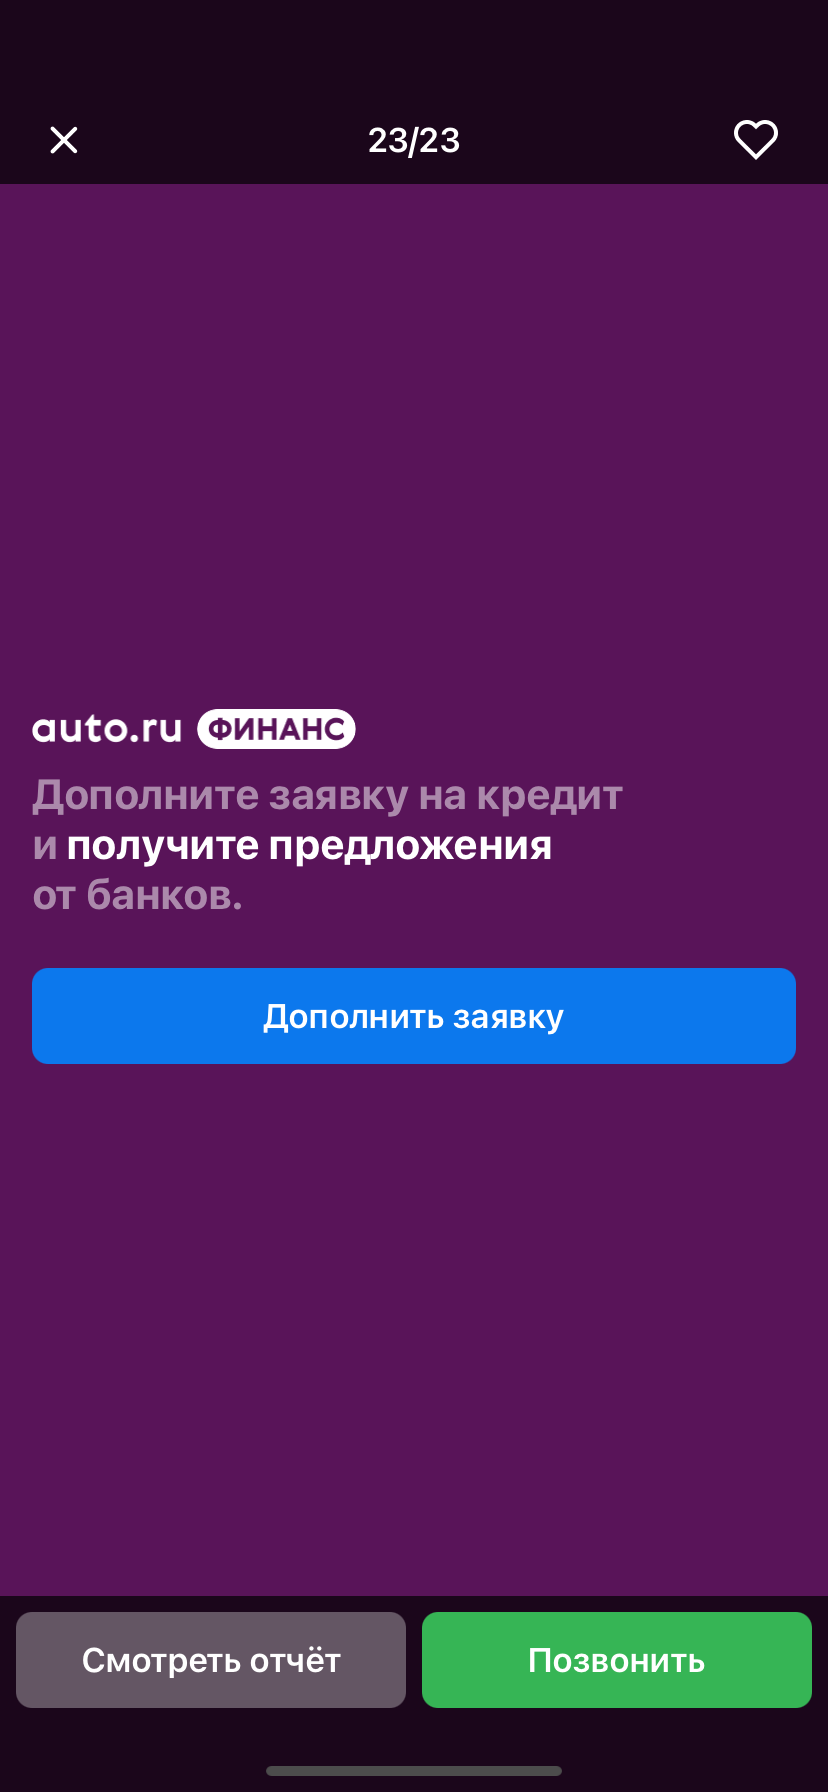 23/23
auto.ru ФИНАНС
Дополните заявку на кредит
и получите предложения
от банков.
Дополнить заявку
Смотреть отчёт
Позвонить